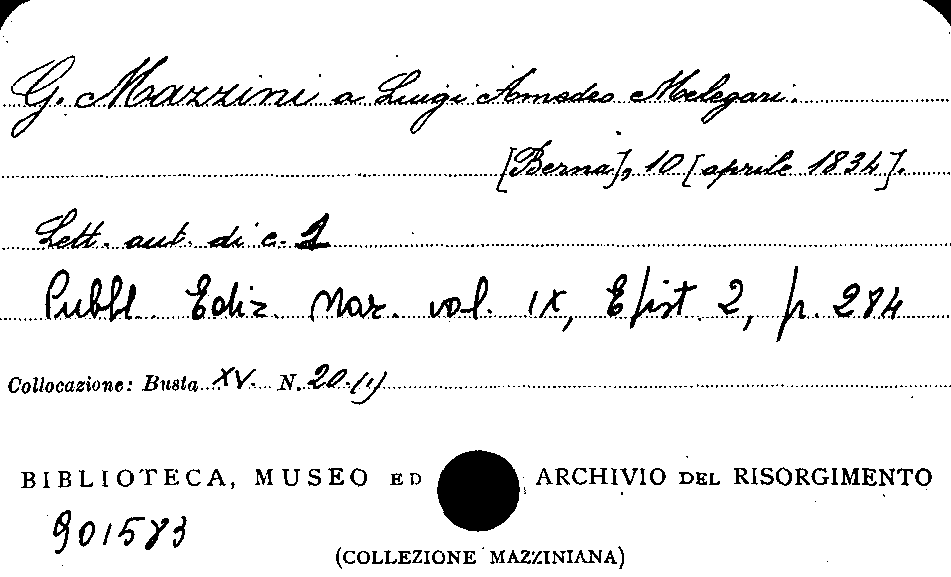 G. Mazzini a Luigi Amedeo Melegari.
[Berna], 10 [aprile 1834].
Lett. aut. di c. 1
Pubbl. Ediz. Naz. vol. IX, Epist. 2, p. 284
Collocazione: Busta XV. N. 20.(1)
BIBLIOTECA, MUSEO ED ARCHIVIO DEL RISORGIMENTO
901583
(COLLEZIONE MAZZINIANA)